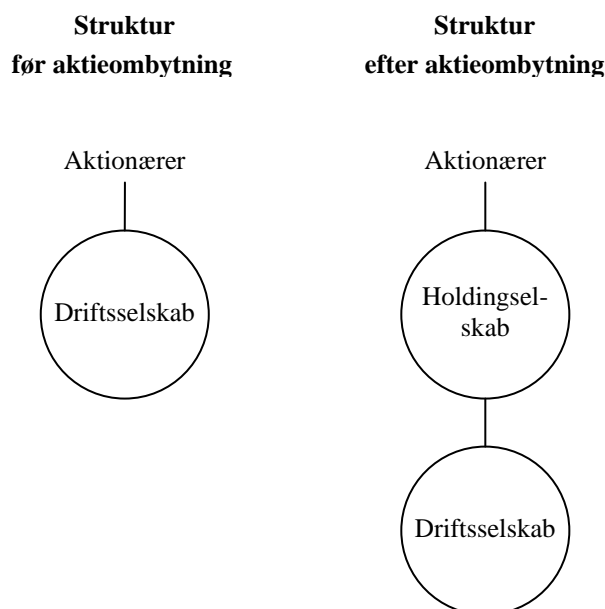 Struktur
før aktieombytning
Aktionærer
Driftsselskab
Struktur
efter aktieombytning
Aktionærer
Holdingsel-
skab
Driftsselskab